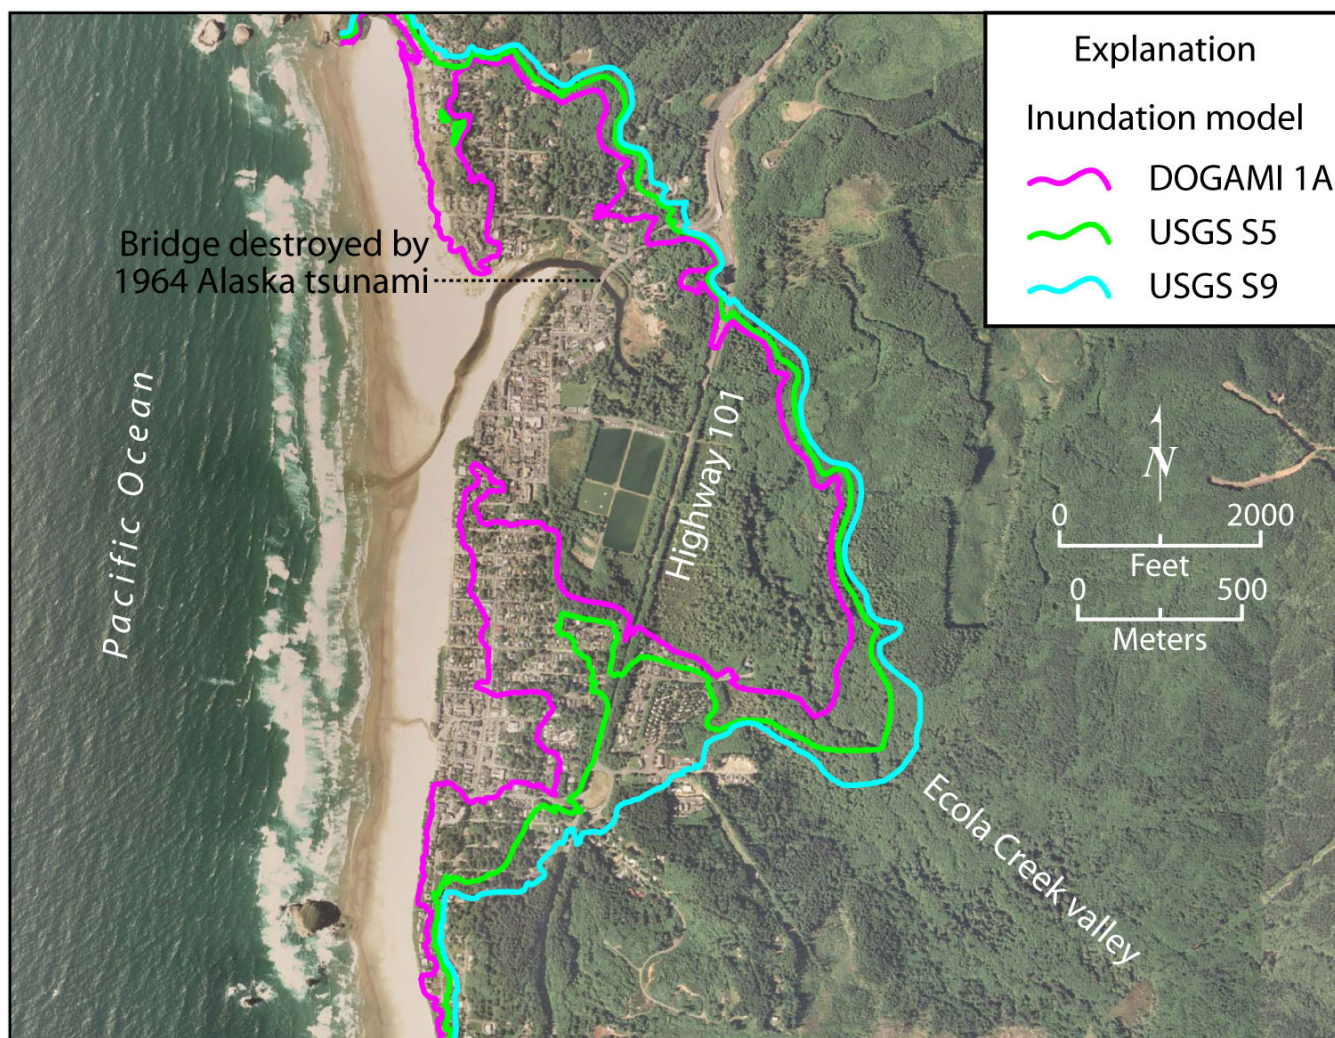 Explanation
Inundation model
DOGAMI 1A
USGS S5
USGS S9
Bridge destroyed by
1964 Alaska tsunami
Pacific Ocean
Highway 101
N
0 2000
Feet
0 500
Meters
Ecola Creek valley